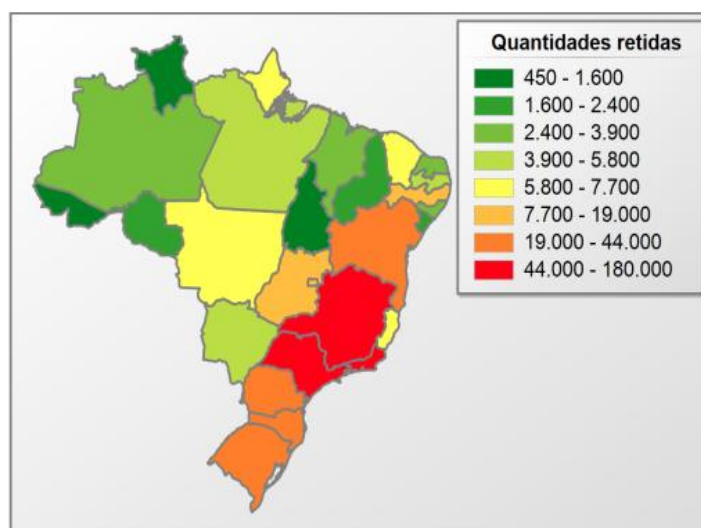 Quantidades retidas
450 - 1.600
1.600 - 2.400
2.400 - 3.900
3.900 - 5.800
5.800 - 7.700
7.700 - 19.000
19.000 - 44.000
44.000 - 180.000